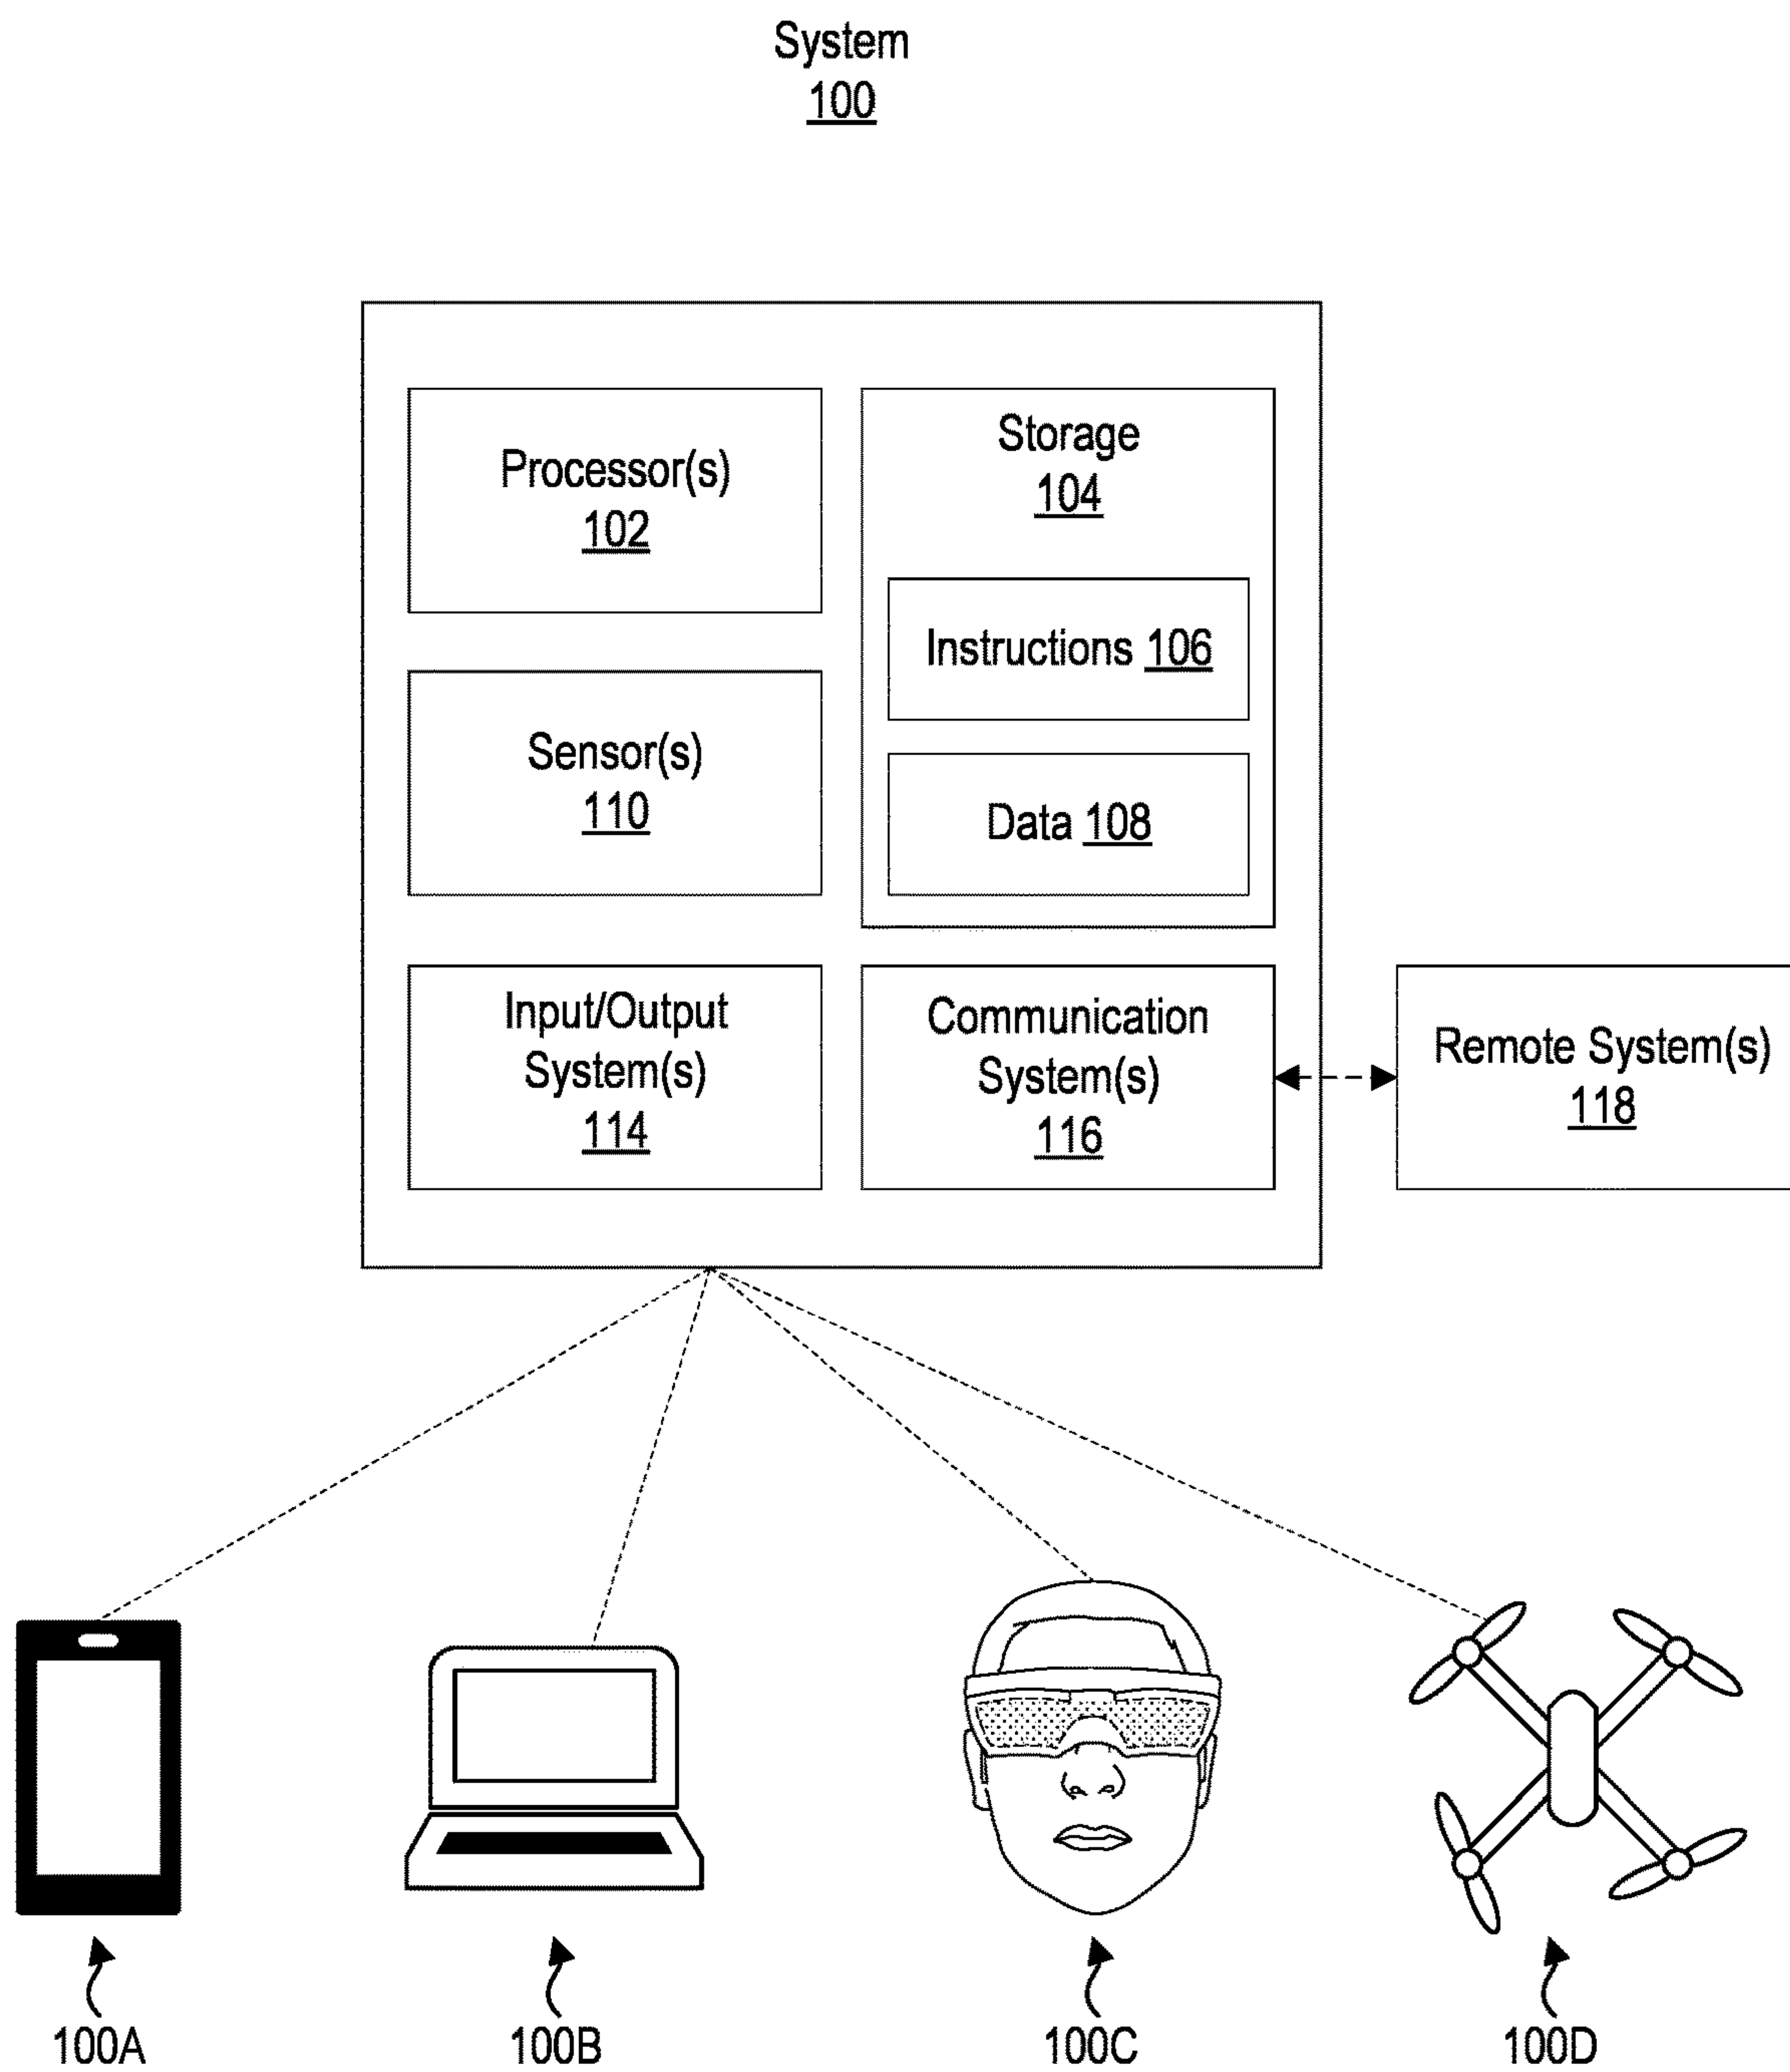 System
100
Processor(s)
102
Storage
104
Instructions 106
Sensor(s)
110
Data 108
Input/Output
System(s)
114
Communication
System(s)
116
Remote System(s)
118
100A
100B
100C
100D